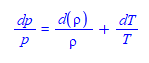 dp/p = d(ρ)/ρ + dT/T